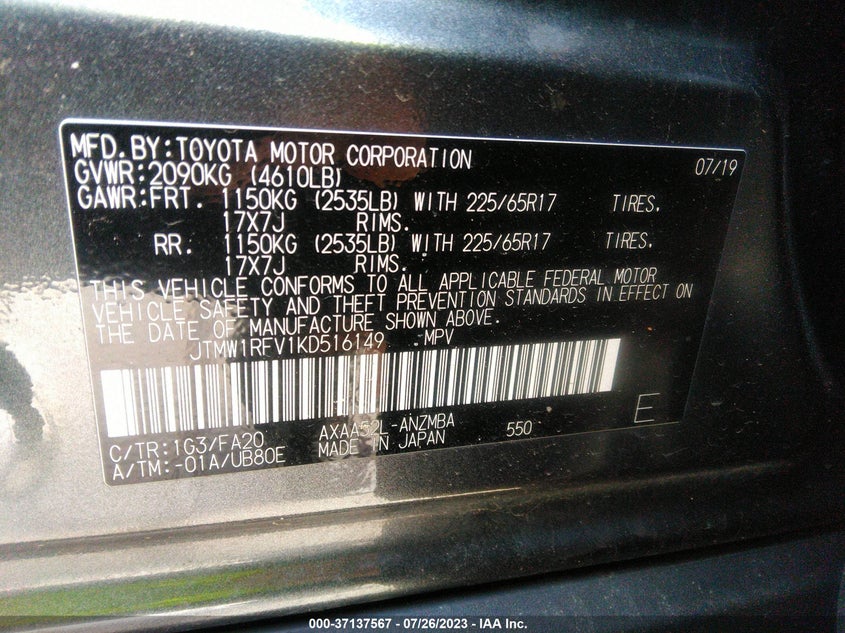 MFD.BY:TOYOTA MOTOR CORPORATION 07/19
GVWR:2090KG (4610LB)
GAWR:FRT. 1150KG (2535LB) WITH 225/65R17 TIRES.
17X7J RIMS.
RR. 1150KG (2535LB) WITH 225/65R17 TIRES.
17X7J RIMS.
THIS VEHICLE CONFORMS TO ALL APPLICABLE FEDERAL MOTOR
VEHICLE SAFETY AND THEFT PREVENTION STANDARDS IN EFFECT ON
THE DATE OF MANUFACTURE SHOWN ABOVE.
JTMW1RFV1KD516149 MPV
C/TR:1G3/FA20 AXAA52L-ANZMBA 550 E
A/TM:-01A/UB80E MADE IN JAPAN
000-37137567 - 07/26/2023 - IAA Inc.